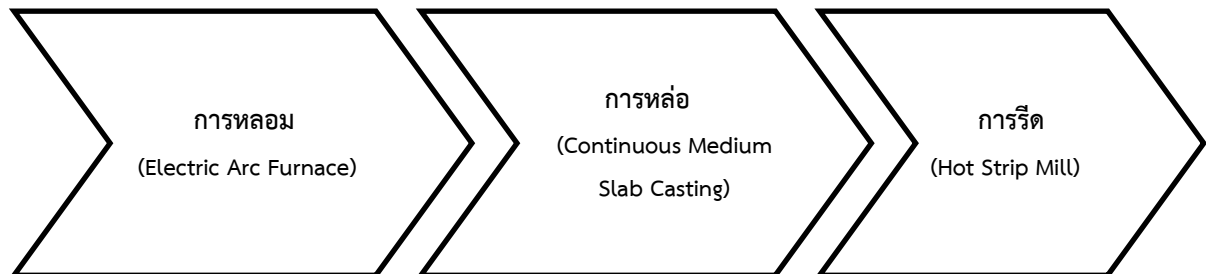 การหลอม
(Electric Arc Furnace)
การหล่อ
(Continuous Medium
Slab Casting)
การรีด
(Hot Strip Mill)